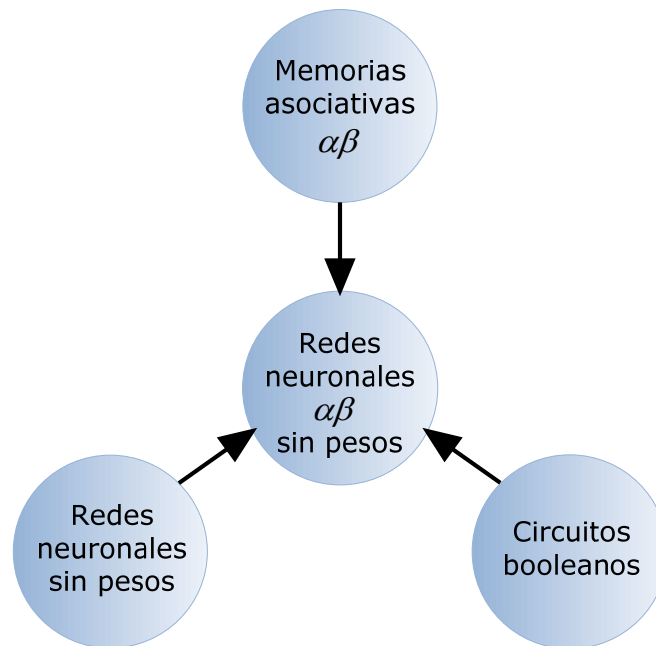 Memorias
asociativas
αβ
Redes
neuronales
αβ
sin pesos
Redes
neuronales
sin pesos
Circuitos
booleanos